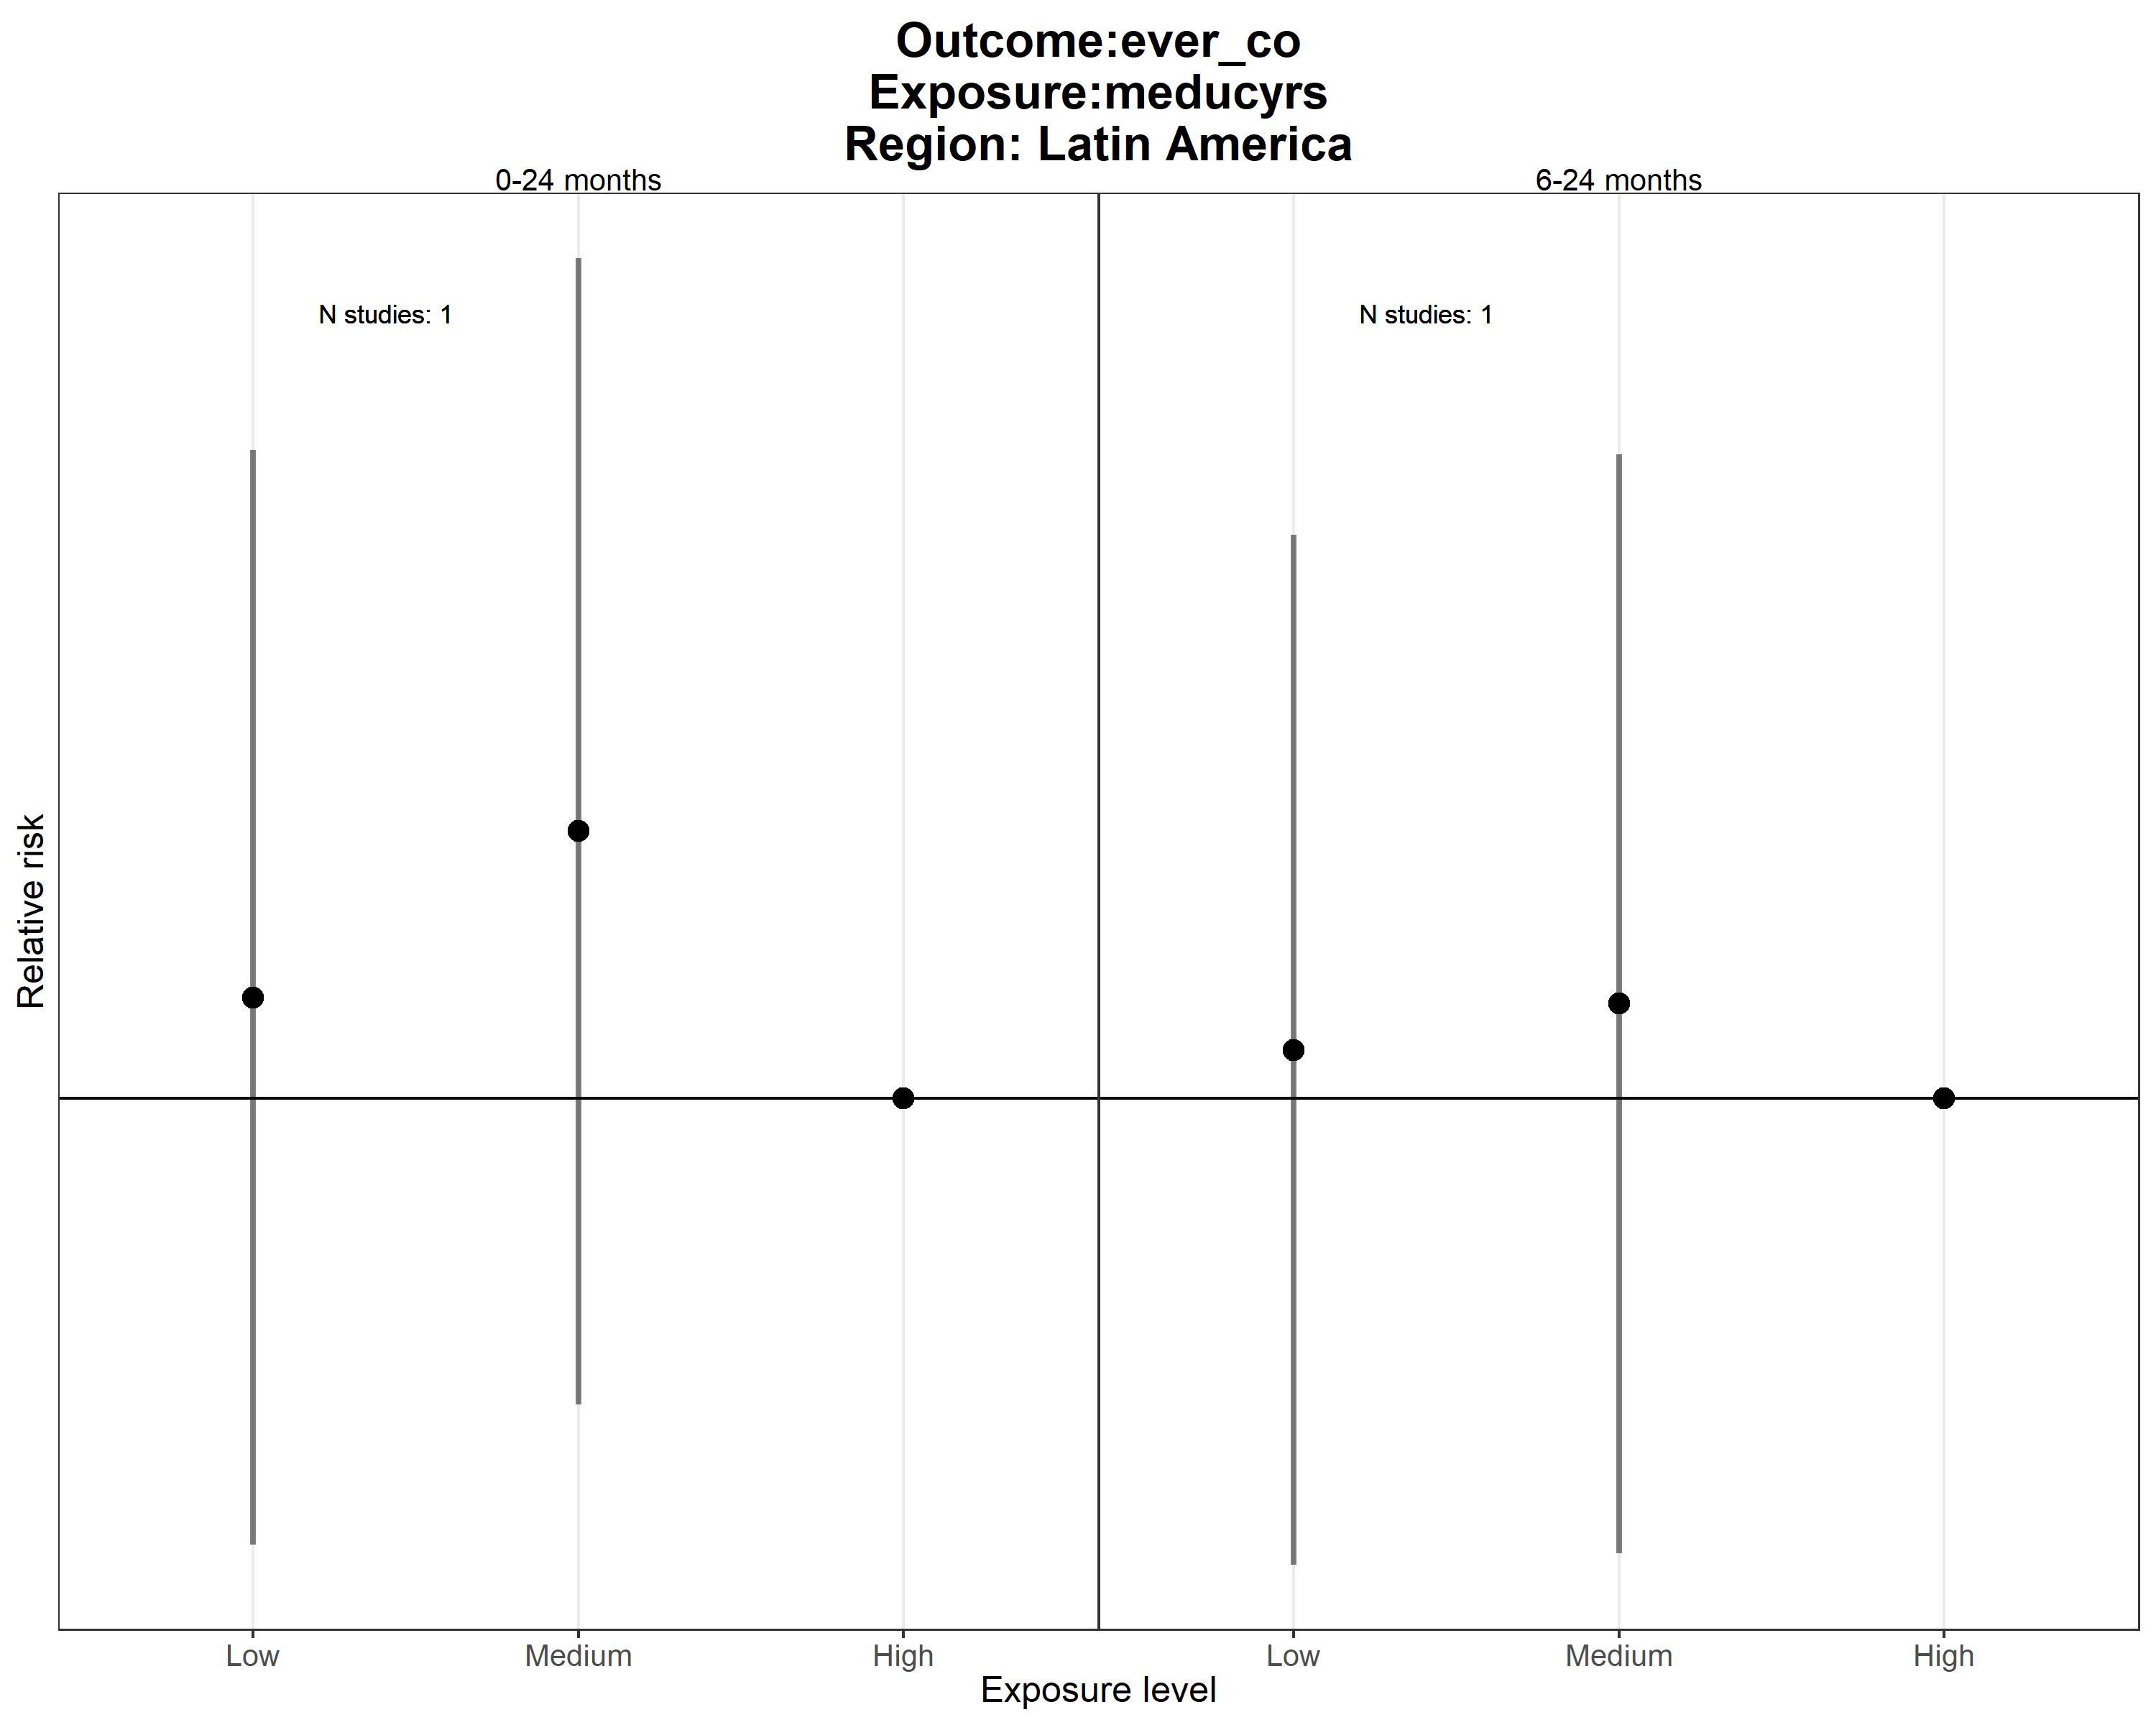 Outcome:ever_co
Exposure:meducyrs
Region: Latin America
0-24 months
6-24 months
N studies: 1
N studies: 1
Relative risk
Low
Medium
High
Low
Medium
High
Exposure level